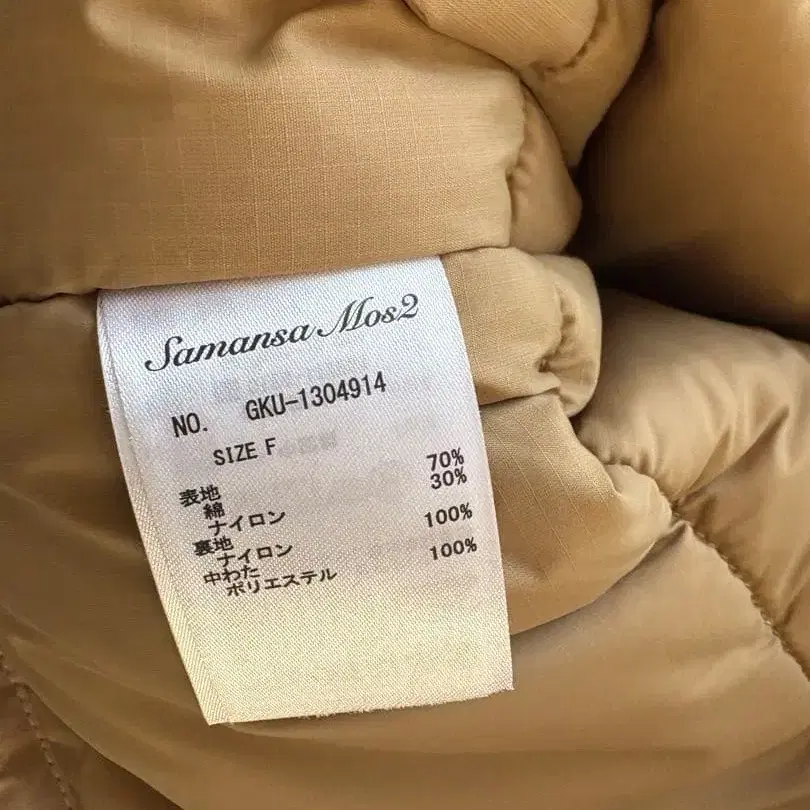 Samansa Mos2
NO. GKU-1304914
SIZE F
表地
綿 70%
ナイロン 30%
裏地
ナイロン 100%
中わた
ポリエステル 100%